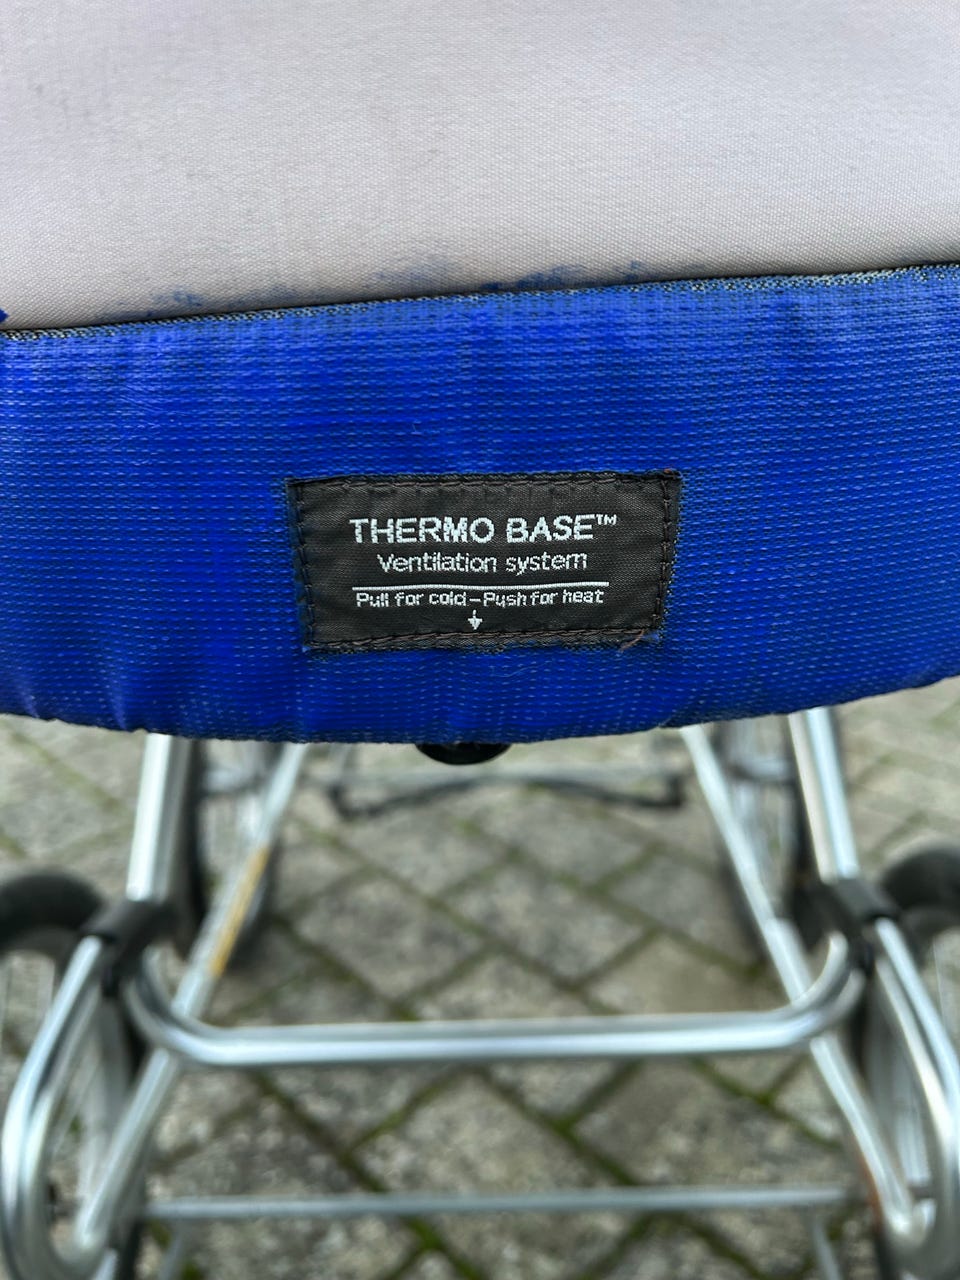 THERMO BASE™
Ventilation system
Pull for cold-Push for heat